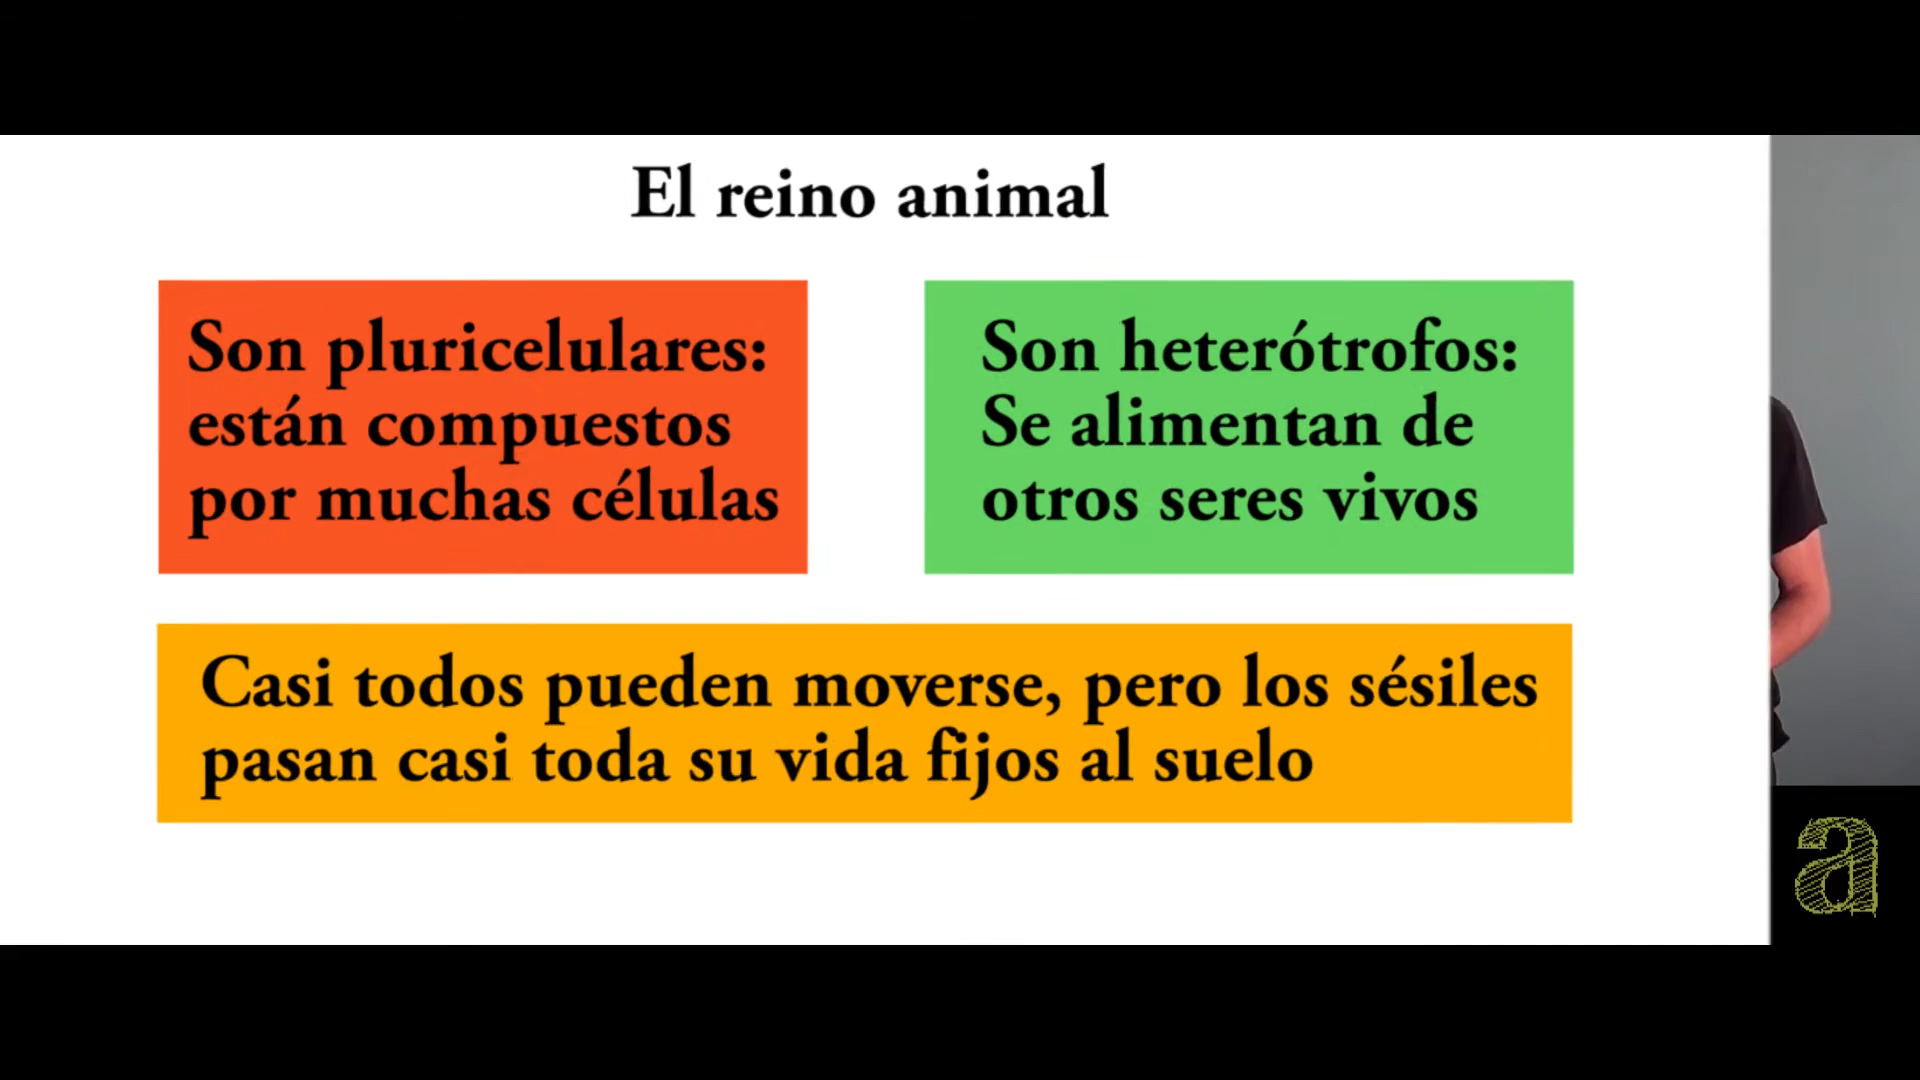 El reino animal
Son pluricelulares:
están compuestos
por muchas células
Son heterótrofos:
Se alimentan de
otros seres vivos
Casi todos pueden moverse, pero los sésiles
pasan casi toda su vida fijos al suelo
a